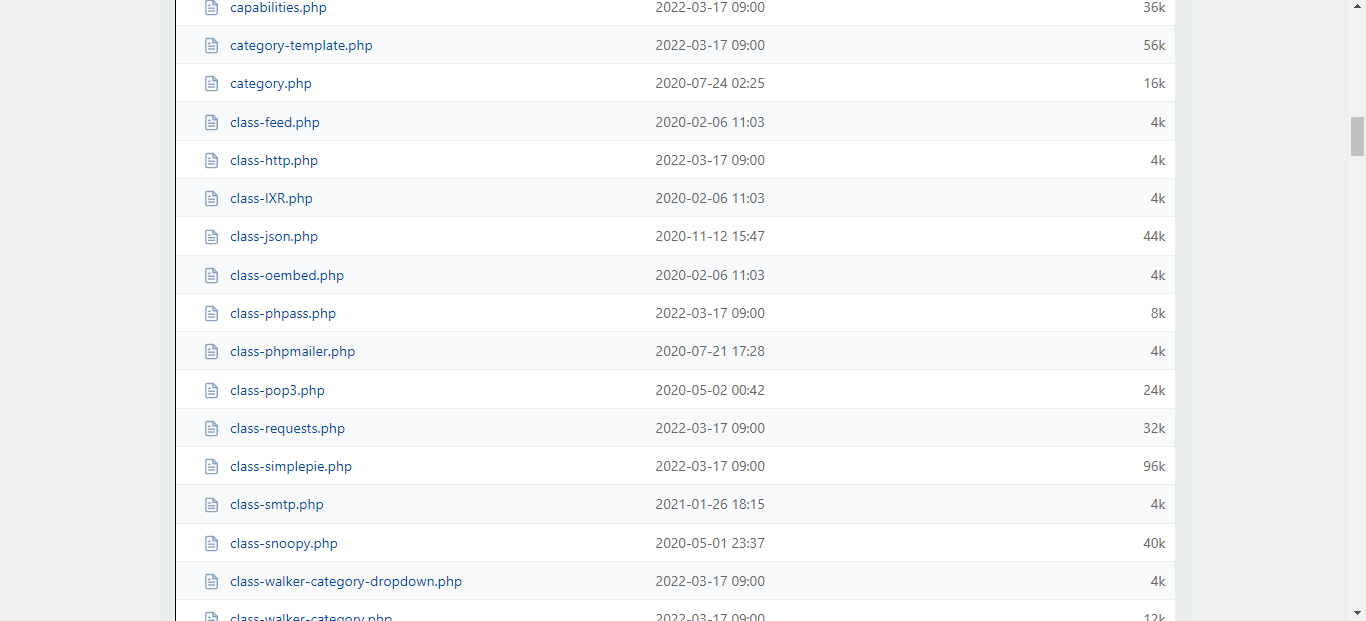 capabilities.php 2022-03-17 09:00 36k
category-template.php 2022-03-17 09:00 56k
category.php 2020-07-24 02:25 16k
class-feed.php 2020-02-06 11:03 4k
class-http.php 2022-03-17 09:00 4k
class-IXR.php 2020-02-06 11:03 4k
class-json.php 2020-11-12 15:47 44k
class-oembed.php 2020-02-06 11:03 4k
class-phpass.php 2022-03-17 09:00 8k
class-phpmailer.php 2020-07-21 17:28 4k
class-pop3.php 2020-05-02 00:42 24k
class-requests.php 2022-03-17 09:00 32k
class-simplepie.php 2022-03-17 09:00 96k
class-smtp.php 2021-01-26 18:15 4k
class-snoopy.php 2020-05-01 23:37 40k
class-walker-category-dropdown.php 2022-03-17 09:00 4k
class-walker-category.php 2022-03-17 09:00 12k